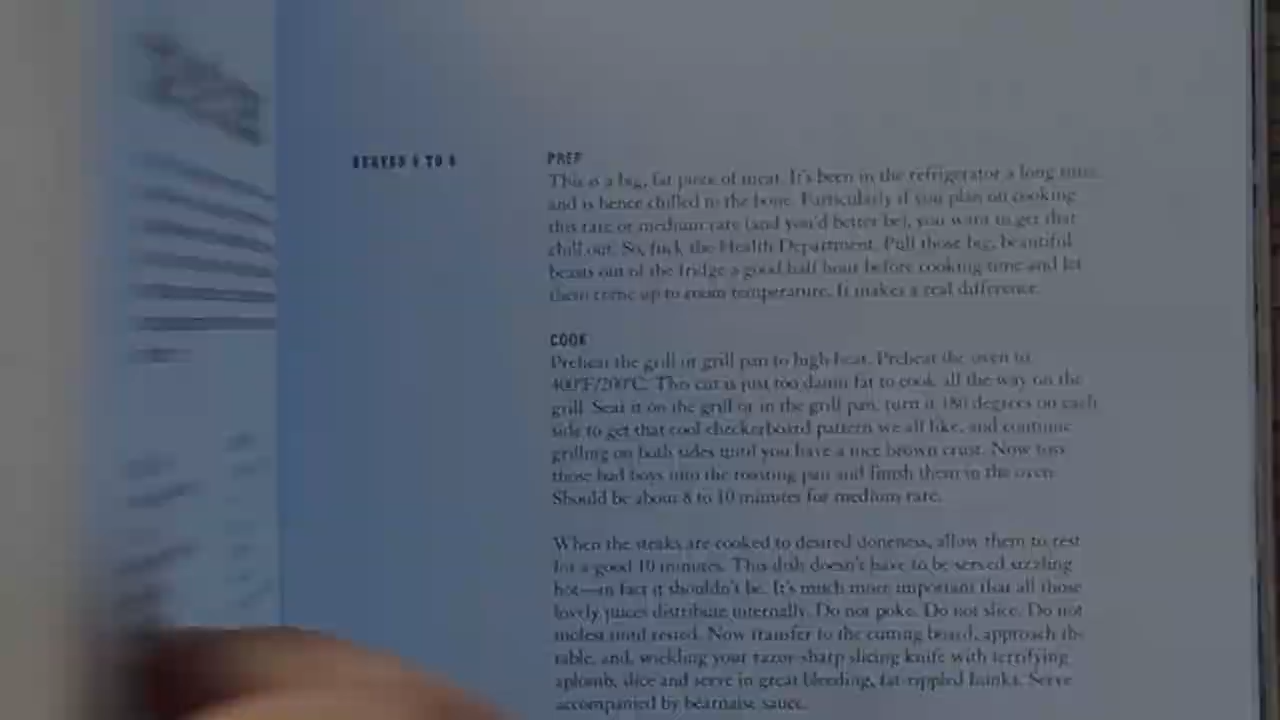 SERVES 4 TO 8
PREP
This is a big, fat piece of meat. It's been in the refrigerator a long time
and is hence chilled to the bone. Particularly if you plan on cooking
this rare or medium rare (and you'd better be), you want to get that
chill out. So, fuck the Health Department. Pull those big, beautiful
beasts out of the fridge a good half hour before cooking time and let
them come up to room temperature. It makes a real difference.
COOK
Preheat the grill or grill pan to high heat. Preheat the oven to
400°F/200°C. This cut is just too damn fat to cook all the way on the
grill. Sear it on the grill or in the grill pan, turn it 180 degrees on each
side to get that cool checkerboard pattern we all like, and continue
grilling on both sides until you have a nice brown crust. Now toss
those bad boys into the roasting pan and finish them in the oven.
Should be about 8 to 10 minutes for medium rare.
When the steaks are cooked to desired doneness, allow them to rest
for a good 10 minutes. This dish doesn't have to be served sizzling
hot—in fact it shouldn't be. It's much more important that all those
lovely juices distribute internally. Do not poke. Do not slice. Do not
molest until rested. Now transfer to the cutting board, approach the
table, and, wielding your razor-sharp slicing knife with terrifying
aplomb, slice and serve in great bleeding, fat-rippled hunks. Serve
accompanied by béarnaise sauce.